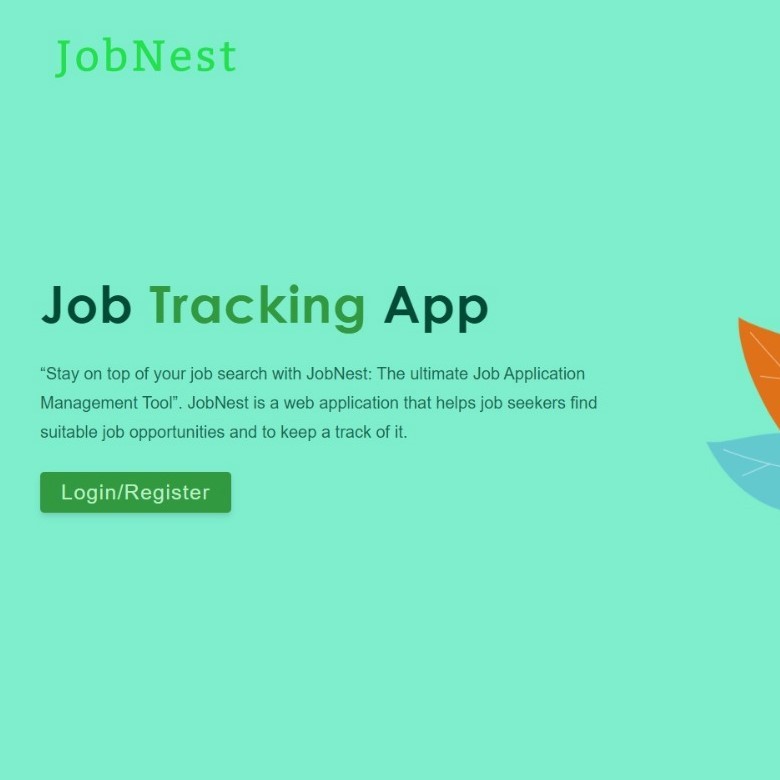 JobNest
Job Tracking App
“Stay on top of your job search with JobNest: The ultimate Job Application
Management Tool”. JobNest is a web application that helps job seekers find
suitable job opportunities and to keep a track of it.
Login/Register